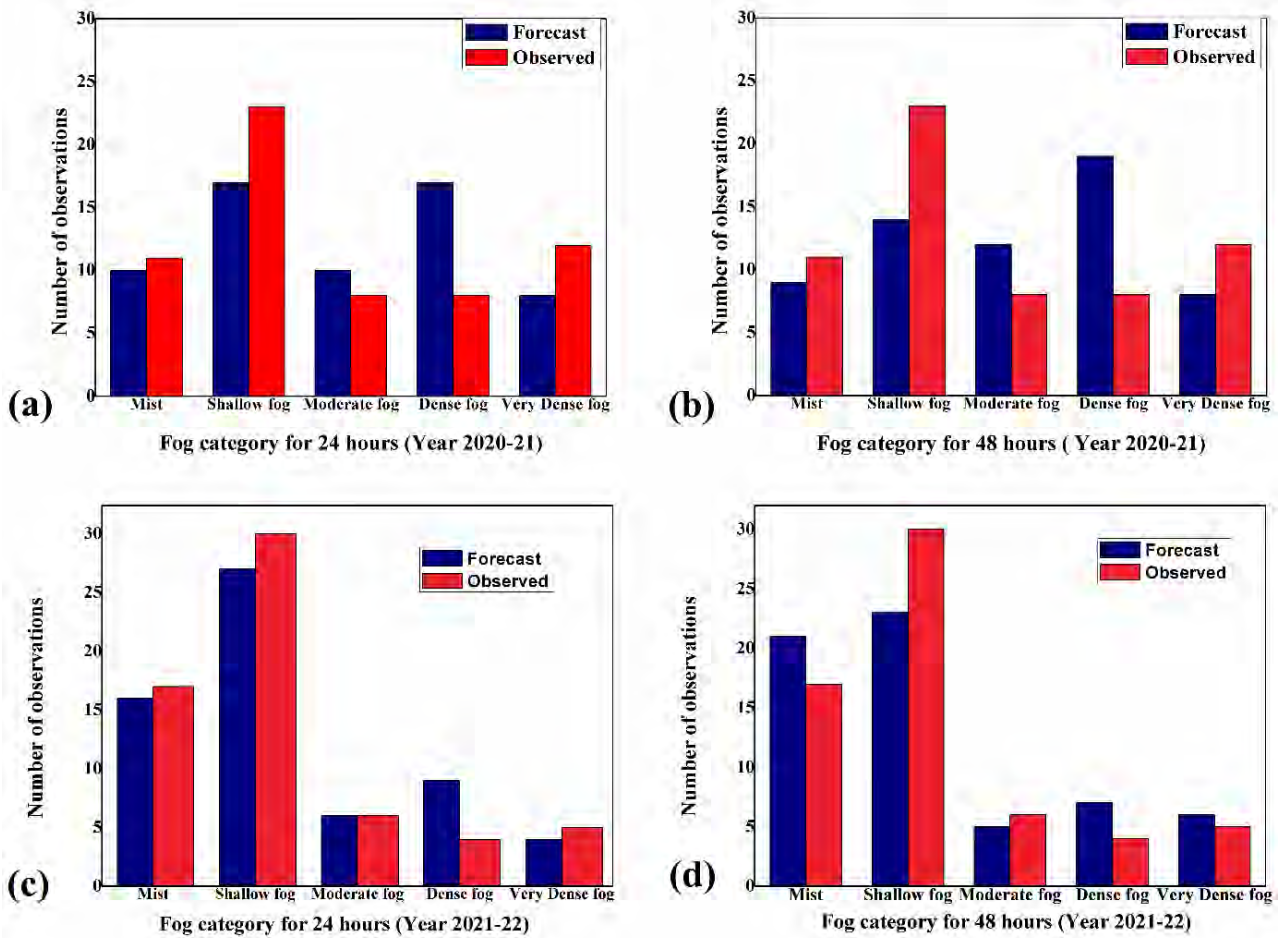 30
25
20
15
10
5
0
Number of observations
Forecast
Observed
Mist Shallow fog Moderate fog Dense fog Very Dense fog
(a)
Fog category for 24 hours (Year 2020-21)
30
25
20
15
10
5
0
Number of observations
Forecast
Observed
Mist Shallow fog Moderate fog Dense fog Very Dense fog
(b)
Fog category for 48 hours ( Year 2020-21)
30
25
20
15
10
5
0
Number of observations
Forecast
Observed
Mist Shallow fog Moderate fog Dense fog Very Dense fog
(c)
Fog category for 24 hours (Year 2021-22)
30
25
20
15
10
5
0
Number of observations
Forecast
Observed
Mist Shallow fog Moderate fog Dense fog Very Dense fog
(d)
Fog category for 48 hours (Year 2021-22)